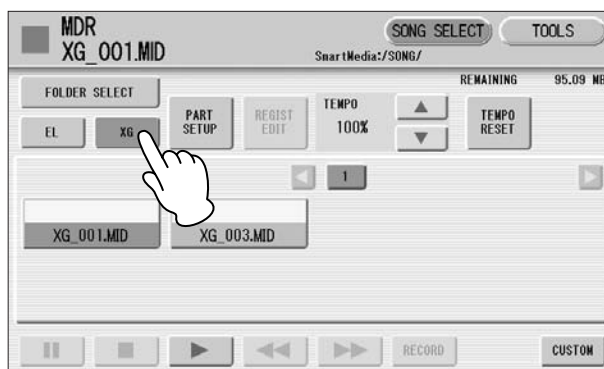 MDR
XG_001.MID
SONG SELECT
TOOLS
SmartMedia:/SONG/
REMAINING 95.09 MB
FOLDER SELECT
EL
XG
PART
SETUP
REGIST
EDIT
TEMPO
100%
TEMPO
RESET
1
XG_001.MID
XG_003.MID
RECORD
CUSTOM